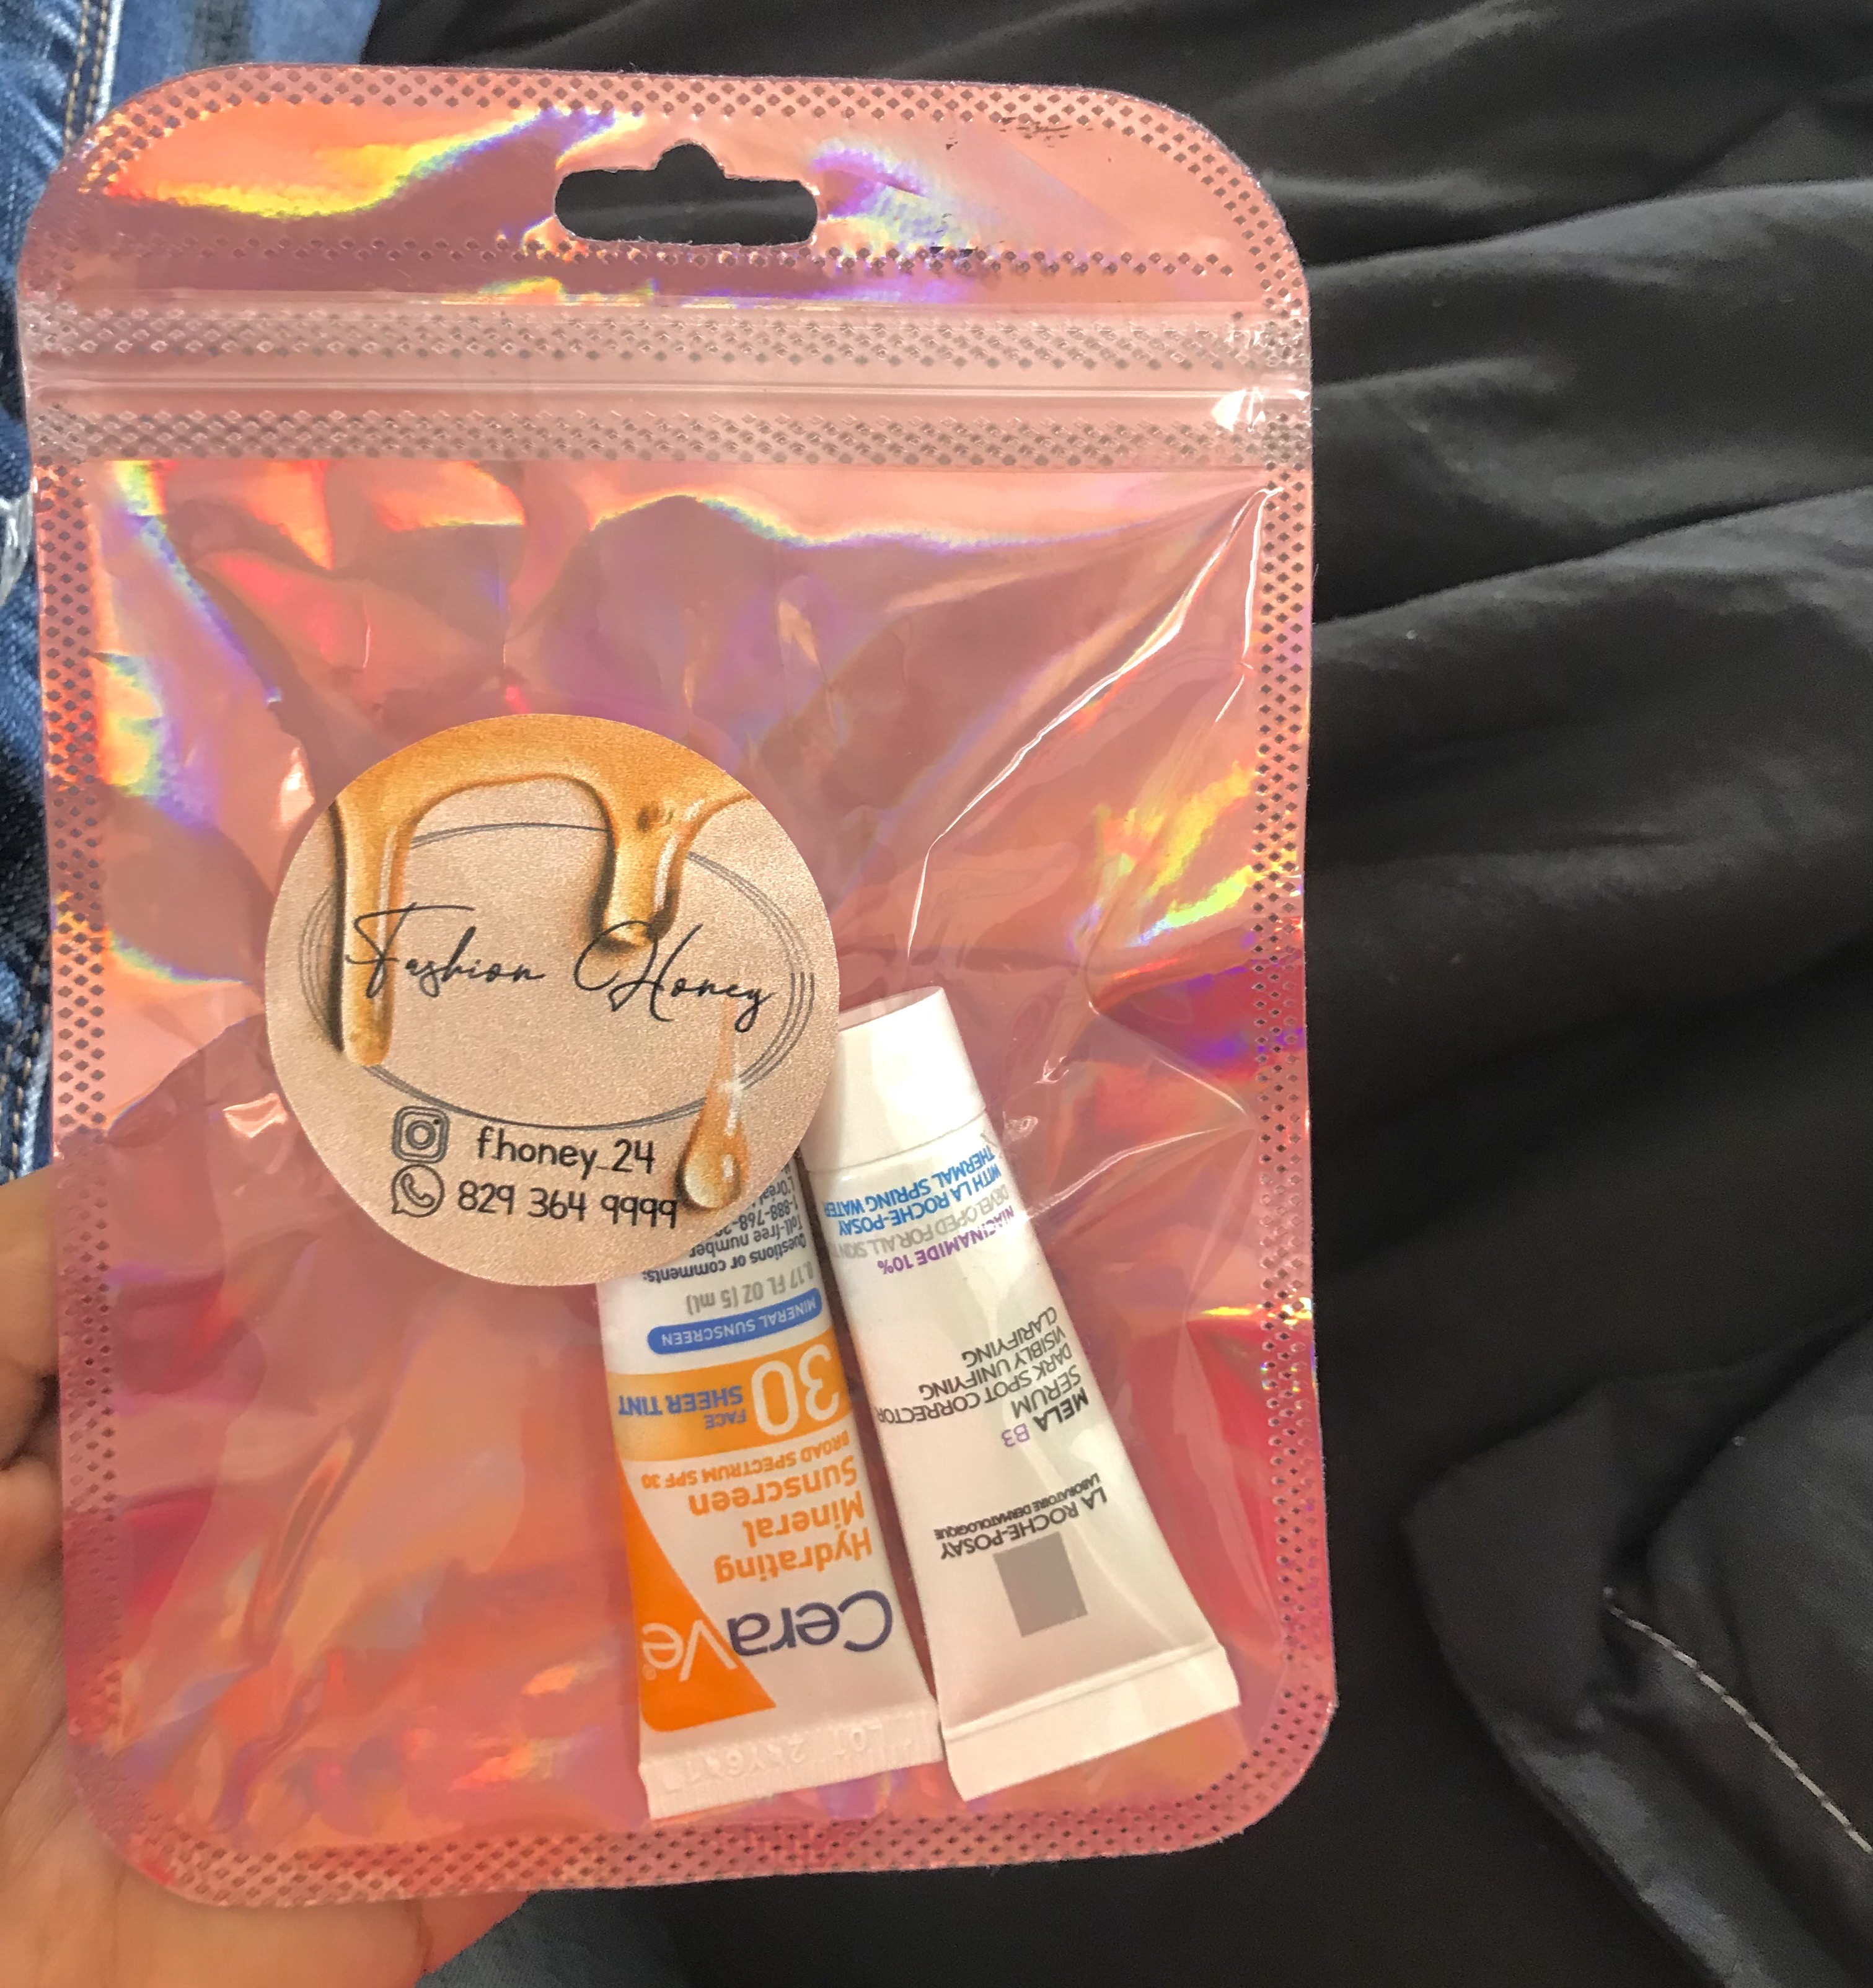 Fashion Honey
f.honey_24
829 364 9999
CeraVe®
Hydrating
Mineral
Sunscreen
BROAD SPECTRUM SPF 30
30
FACE
SHEER TINT
MINERAL SUNSCREEN
0.17 FL OZ (5 ml)
Questions or comments:
Toll-free number
LA ROCHE-POSAY
LABORATOIRE DERMATOLOGIQUE
MELA B3
SERUM
DARK SPOT CORRECTOR
VISIBLY UNIFYING
CLARIFYING
NIACINAMIDE 10%
DEVELOPED FOR ALL SKIN
WITH LA ROCHE-POSAY
THERMAL SPRING WATER